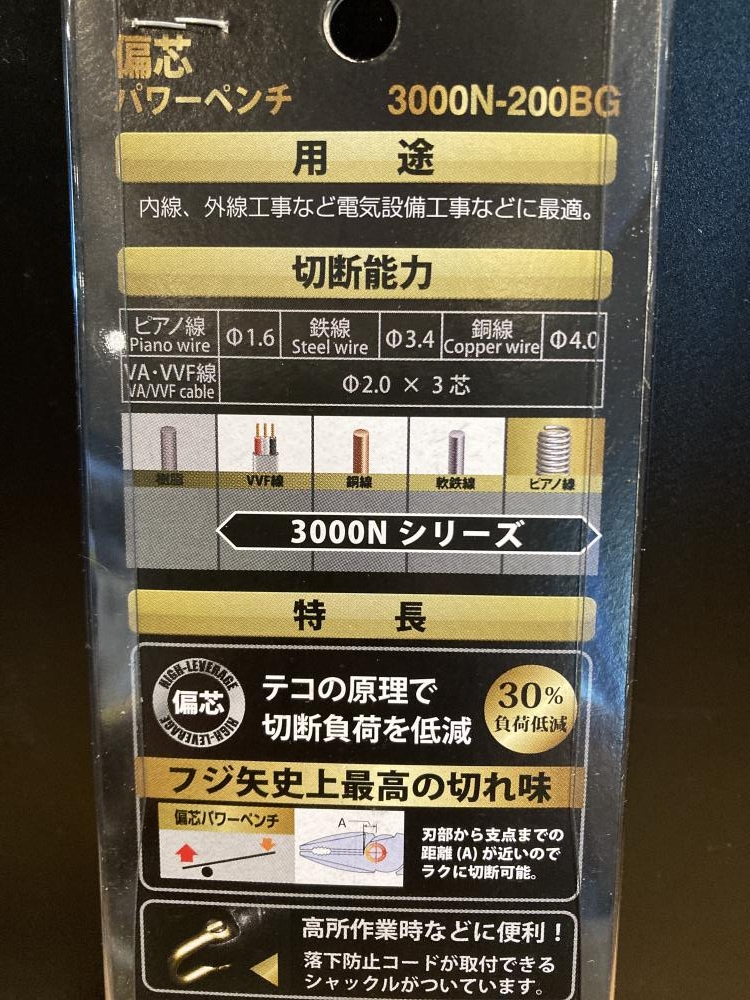 偏芯
パワーペンチ 3000N-200BG
用 途
内線、外線工事など電気設備工事などに最適。
切断能力
ピアノ線 Φ1.6 鉄線 Φ3.4 銅線 Φ4.0
Piano wire Steel wire Copper wire
VA・VVF線 Φ2.0 × 3芯
VA/VVF cable
樹脂 VVF線 銅線 軟鉄線 ピアノ線
3000Nシリーズ
特 長
HIGH-LEVERAGE
偏芯
HIGH-LEVERAGE
テコの原理で
切断負荷を低減
30%
負荷低減
フジ矢史上最高の切れ味
偏芯パワーペンチ
A
刃部から支点までの
距離(A)が近いので
ラクに切断可能。
高所作業時などに便利！
落下防止コードが取付できる
シャックルがついています。